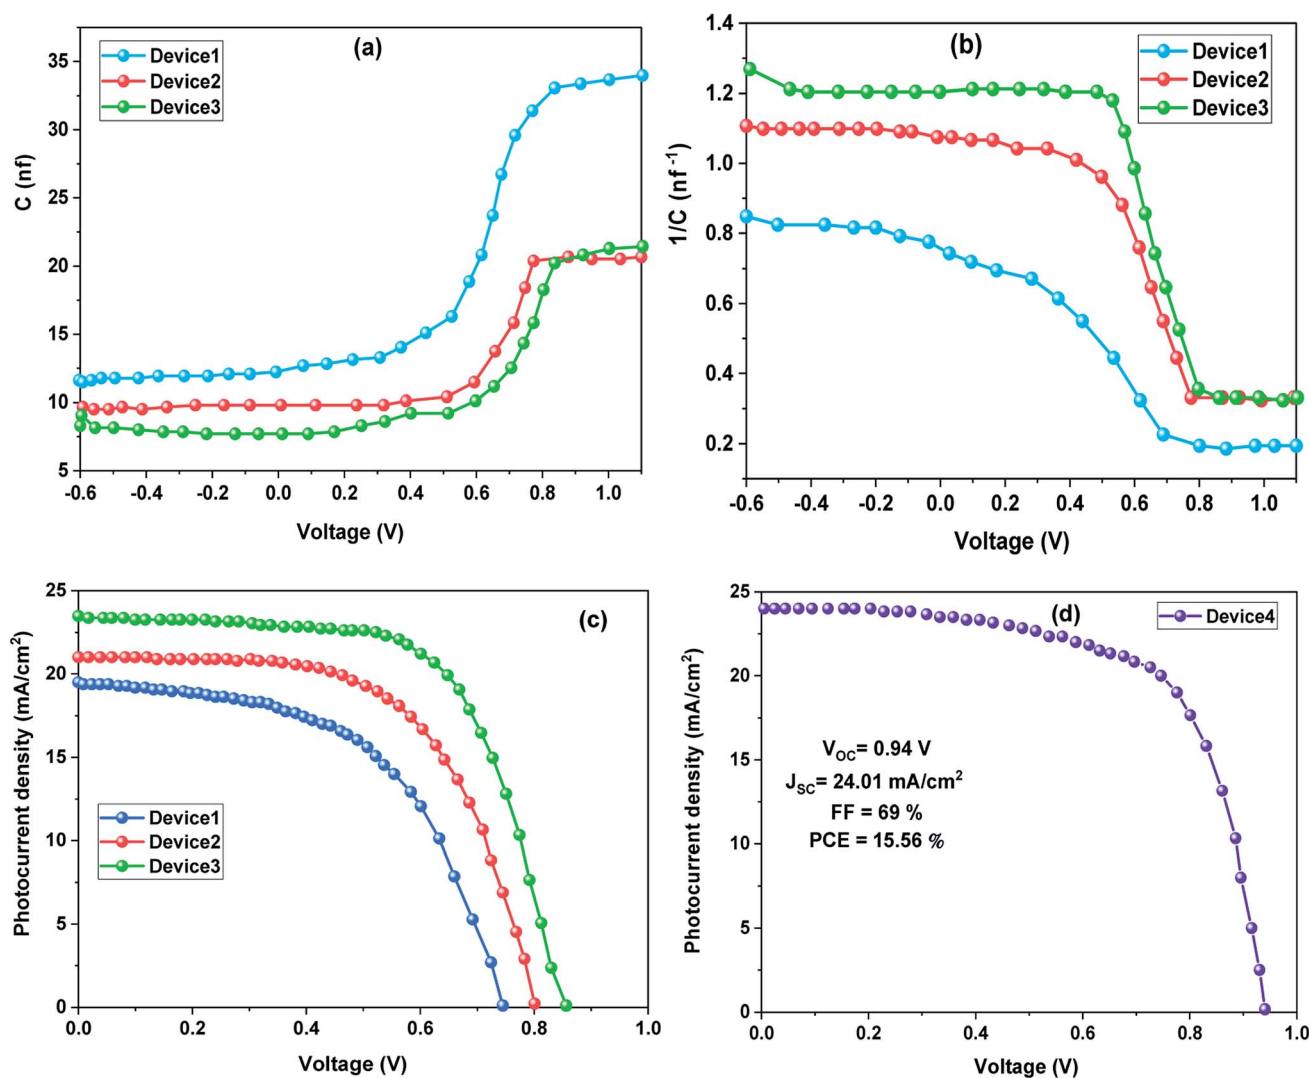 (a)
Device1
Device2
Device3
C (nf)
35
30
25
20
15
10
5
-0.6 -0.4 -0.2 0.0 0.2 0.4 0.6 0.8 1.0
Voltage (V)
(b)
Device1
Device2
Device3
1/C (nf⁻¹)
1.4
1.2
1.0
0.8
0.6
0.4
0.2
-0.6 -0.4 -0.2 0.0 0.2 0.4 0.6 0.8 1.0
Voltage (V)
(c)
Device1
Device2
Device3
Photocurrent density (mA/cm²)
25
20
15
10
5
0
0.0 0.2 0.4 0.6 0.8 1.0
Voltage (V)
(d)
Device4
V_OC= 0.94 V
J_SC= 24.01 mA/cm²
FF = 69 %
PCE = 15.56 %
Photocurrent density (mA/cm²)
25
20
15
10
5
0
0.0 0.2 0.4 0.6 0.8 1.0
Voltage (V)